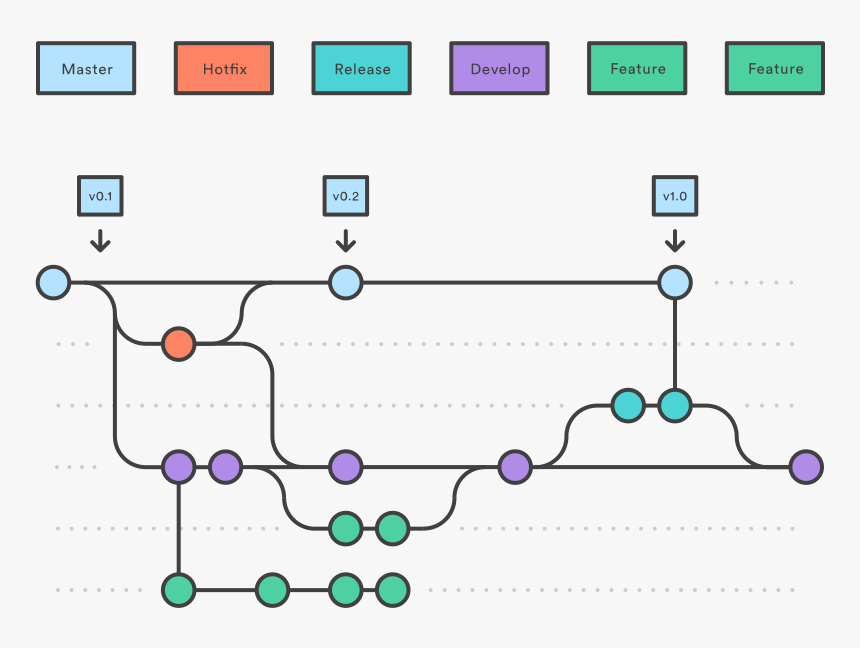 Master
Hotfix
Release
Develop
Feature
Feature
v0.1
v0.2
v1.0